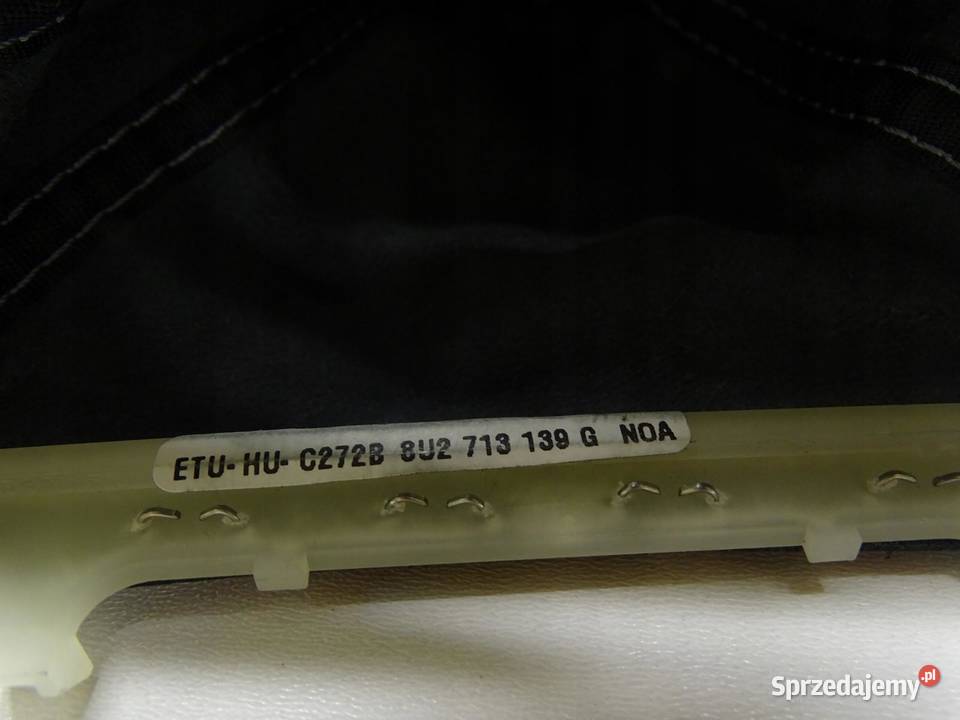 ETU-HU- C272B 8U2 713 139 G NOA
Sprzedajemy.pl